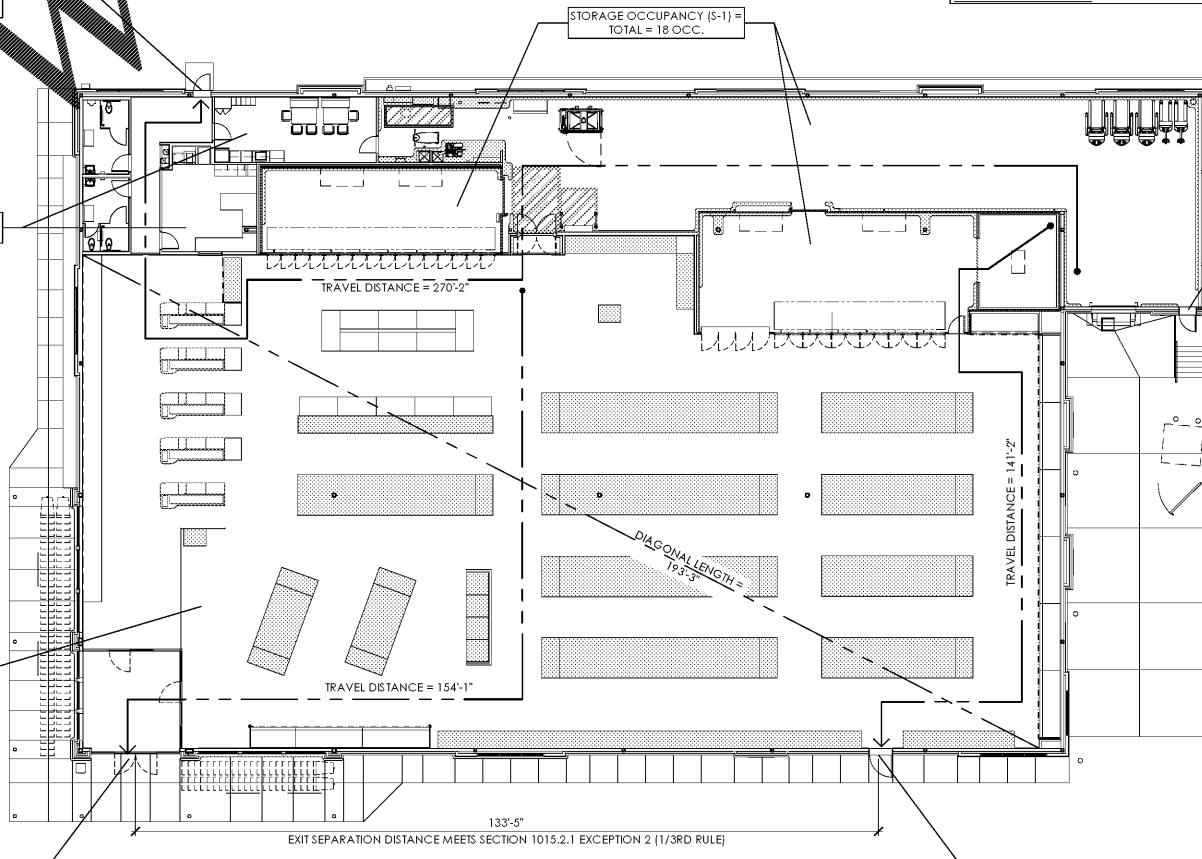 STORAGE OCCUPANCY (S-1) =
TOTAL = 18 OCC.
TRAVEL DISTANCE = 270'-2"
TRAVEL DISTANCE = 141'-2"
DIAGONAL LENGTH =
193'-3"
TRAVEL DISTANCE = 154'-1"
133'-5"
EXIT SEPARATION DISTANCE MEETS SECTION 1015.2.1 EXCEPTION 2 (1/3RD RULE)